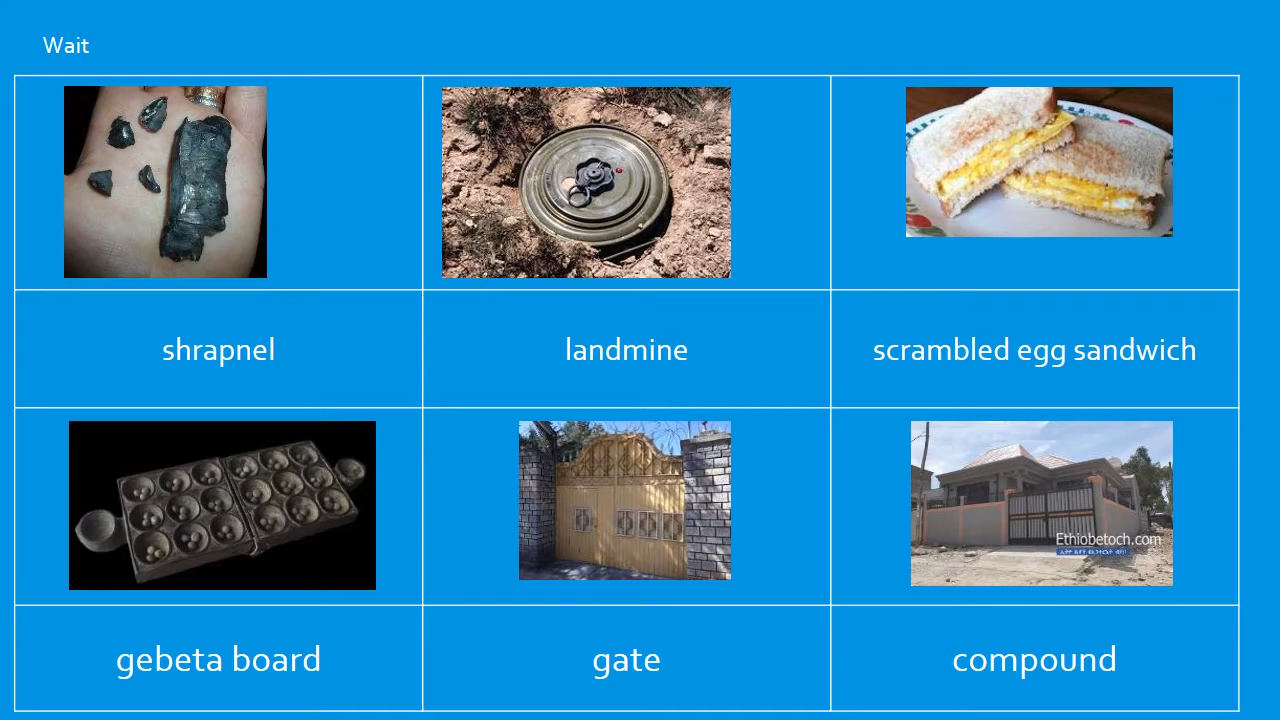 Wait
shrapnel
landmine
scrambled egg sandwich
Ethiobetoch.com
gebeta board
gate
compound